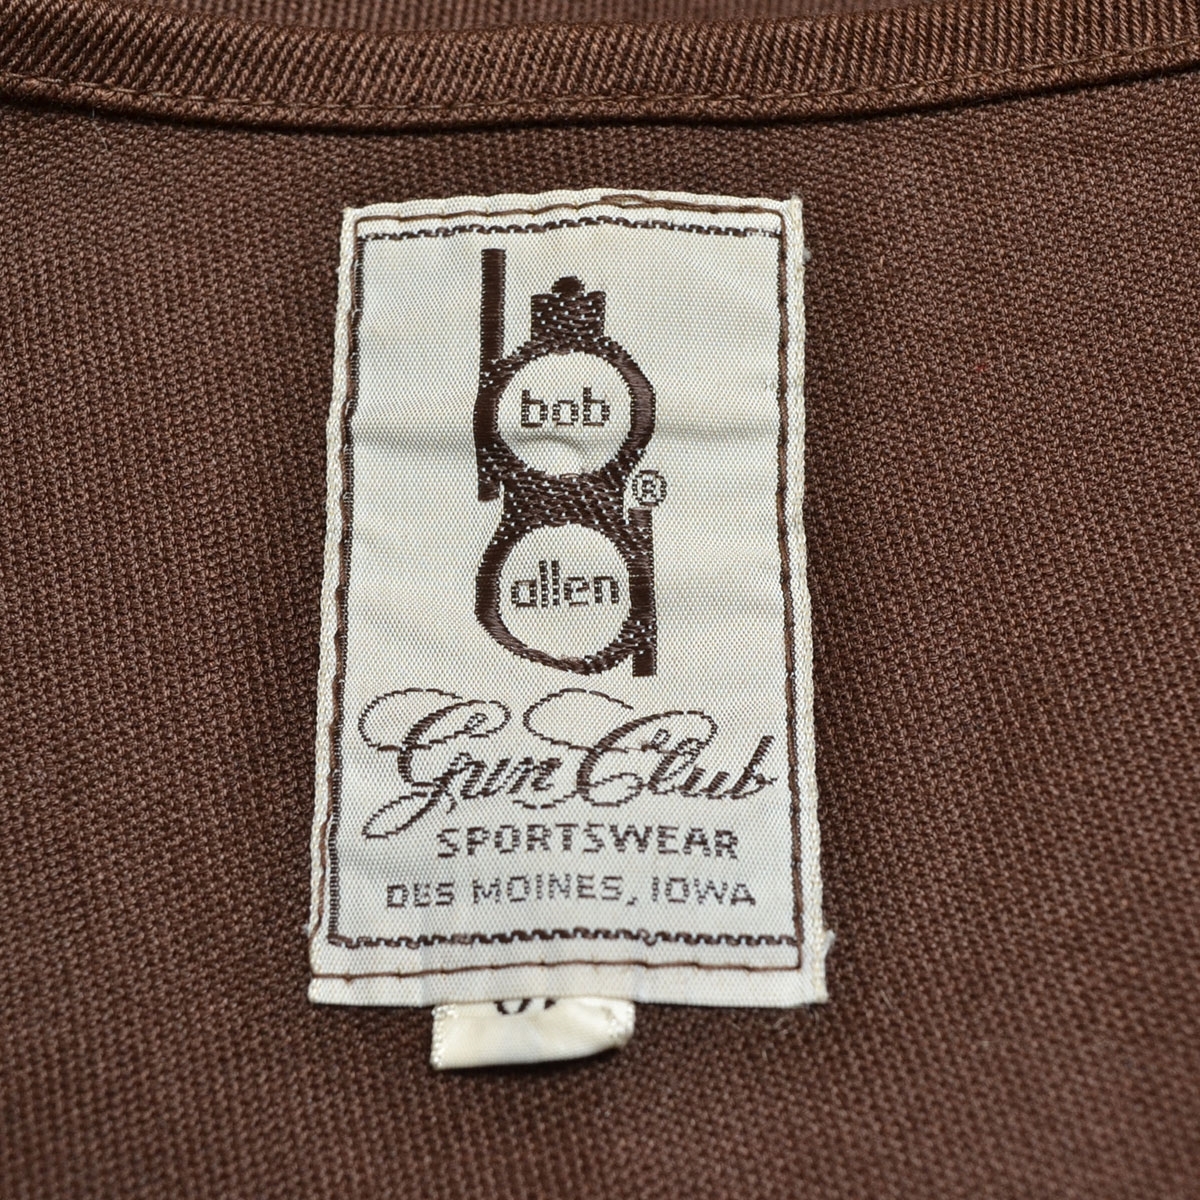 bob
®
allen
Gun Club
SPORTSWEAR
DES MOINES, IOWA